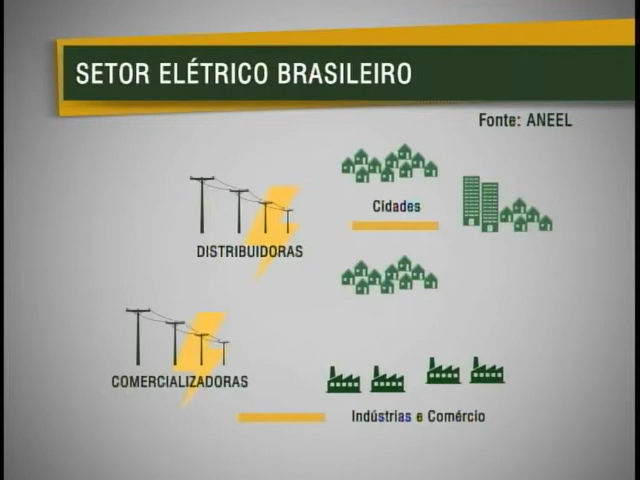 SETOR ELÉTRICO BRASILEIRO
Fonte: ANEEL
Cidades
DISTRIBUIDORAS
COMERCIALIZADORAS
Indústrias e Comércio